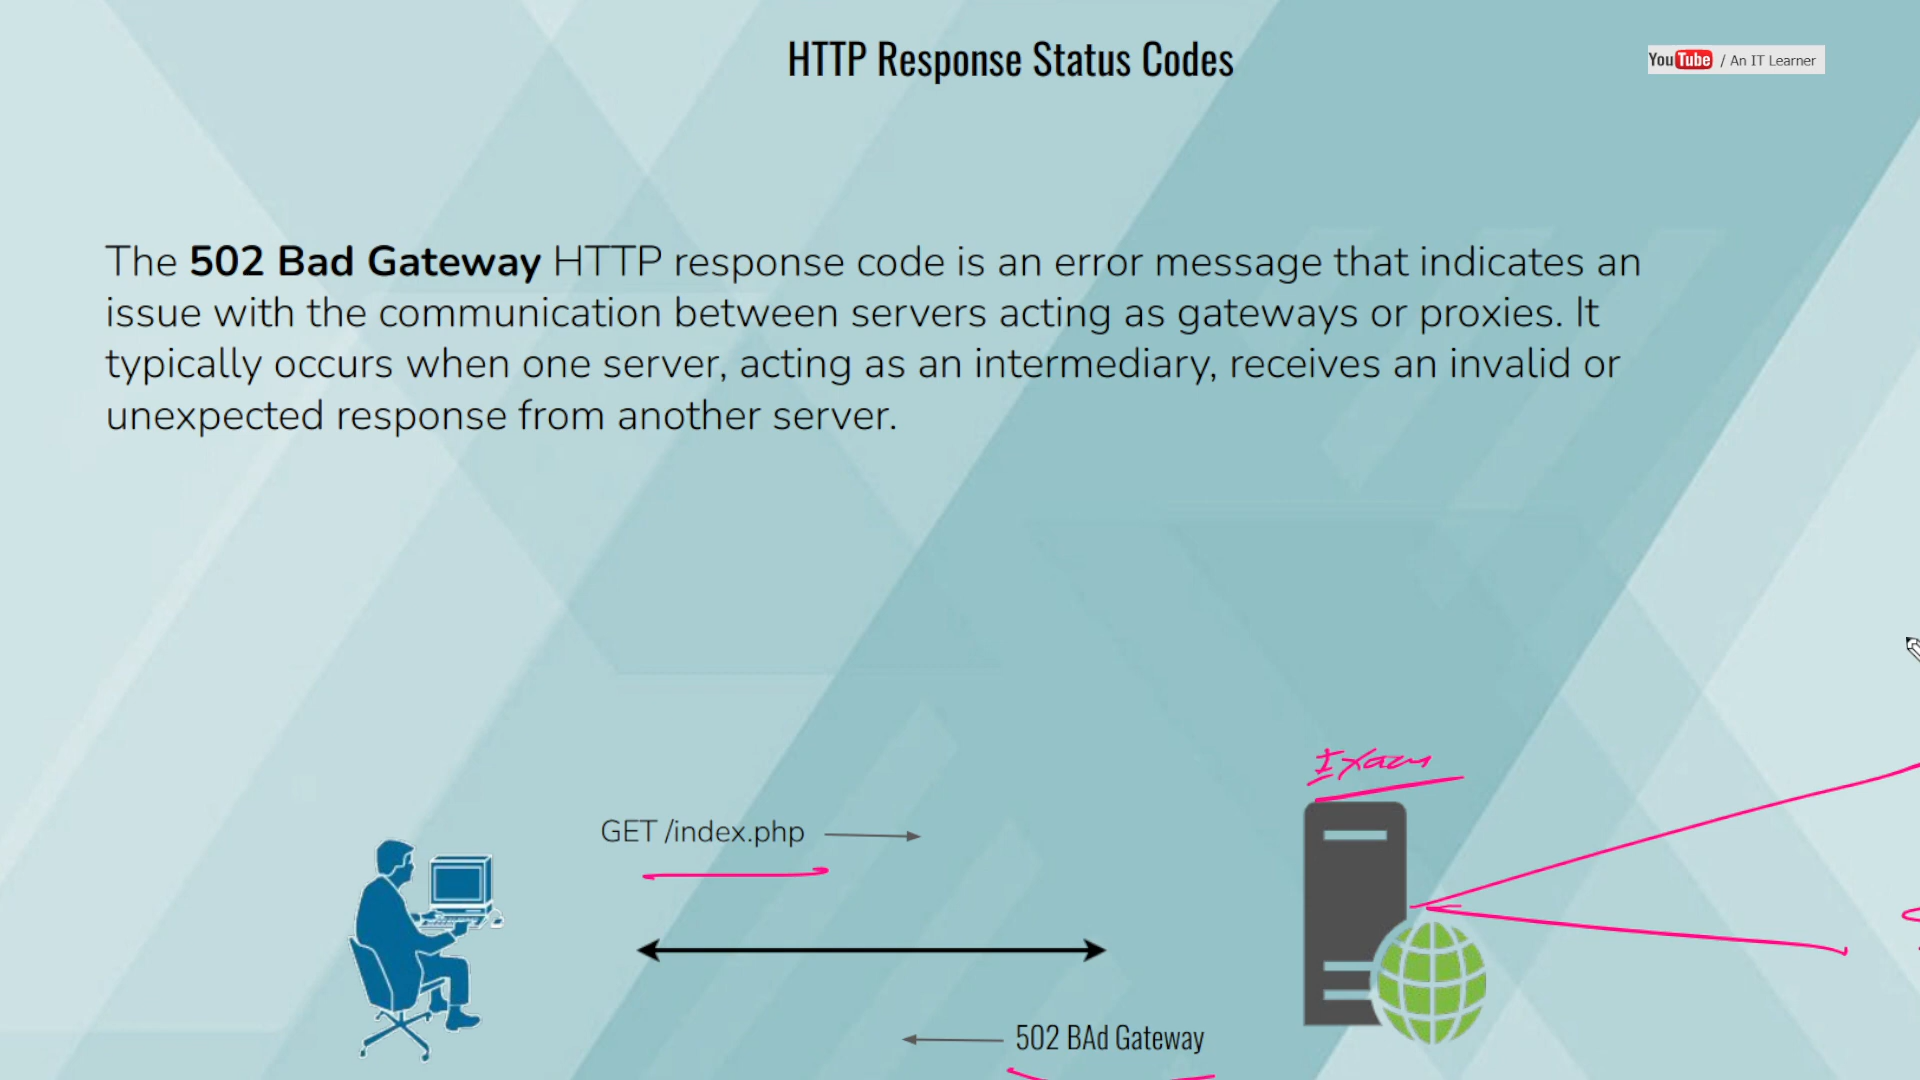 HTTP Response Status Codes
YouTube / An IT Learner
The 502 Bad Gateway HTTP response code is an error message that indicates an
issue with the communication between servers acting as gateways or proxies. It
typically occurs when one server, acting as an intermediary, receives an invalid or
unexpected response from another server.
GET /index.php
502 BAd Gateway